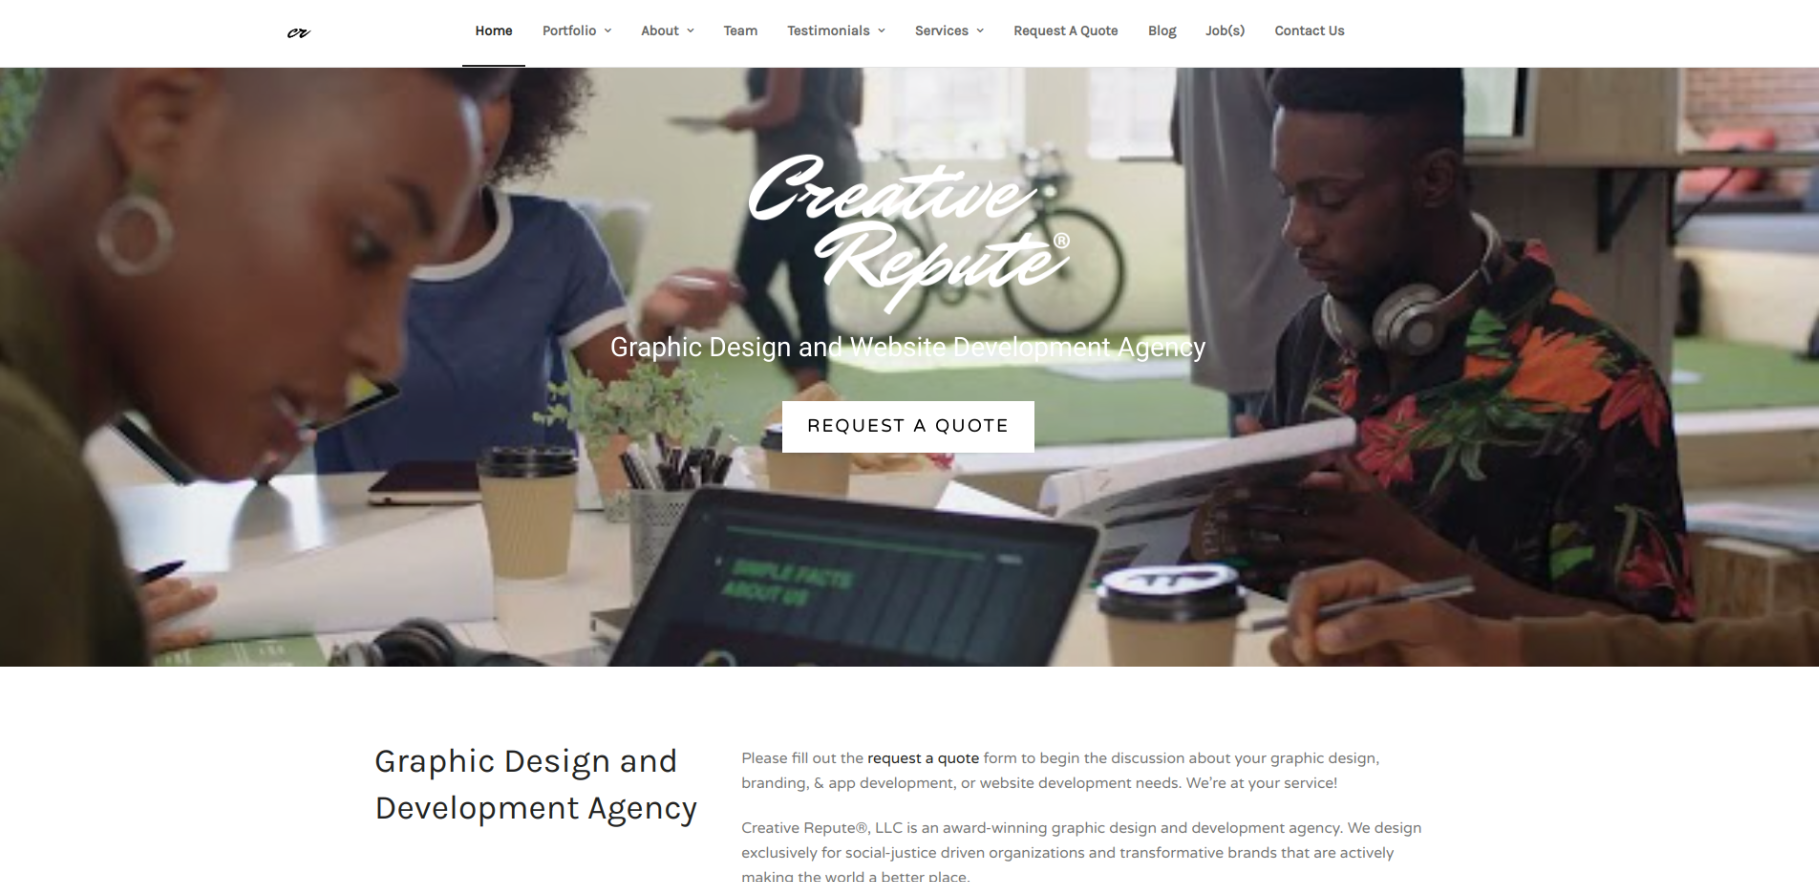 cr
Home Portfolio About Team Testimonials Services Request A Quote Blog Job(s) Contact Us
Creative
Repute®
Graphic Design and Website Development Agency
REQUEST A QUOTE
SIMPLE FACTS
ABOUT US
Graphic Design and
Development Agency
Please fill out the request a quote form to begin the discussion about your graphic design,
branding, & app development, or website development needs. We're at your service!
Creative Repute®, LLC is an award-winning graphic design and development agency. We design
exclusively for social-justice driven organizations and transformative brands that are actively
making the world a better place.